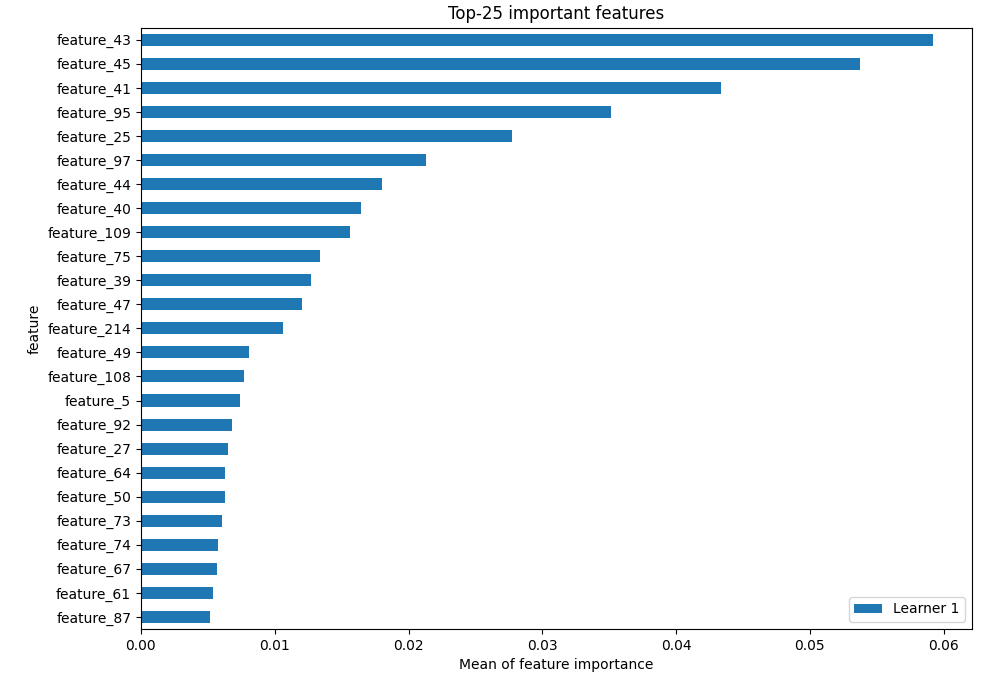 Top-25 important features
feature_43
feature_45
feature_41
feature_95
feature_25
feature_97
feature_44
feature_40
feature_109
feature_75
feature_39
feature_47
feature_214
feature_49
feature_108
feature_5
feature_92
feature_27
feature_64
feature_50
feature_73
feature_74
feature_67
feature_61
feature_87
feature
Learner 1
0.00 0.01 0.02 0.03 0.04 0.05 0.06
Mean of feature importance